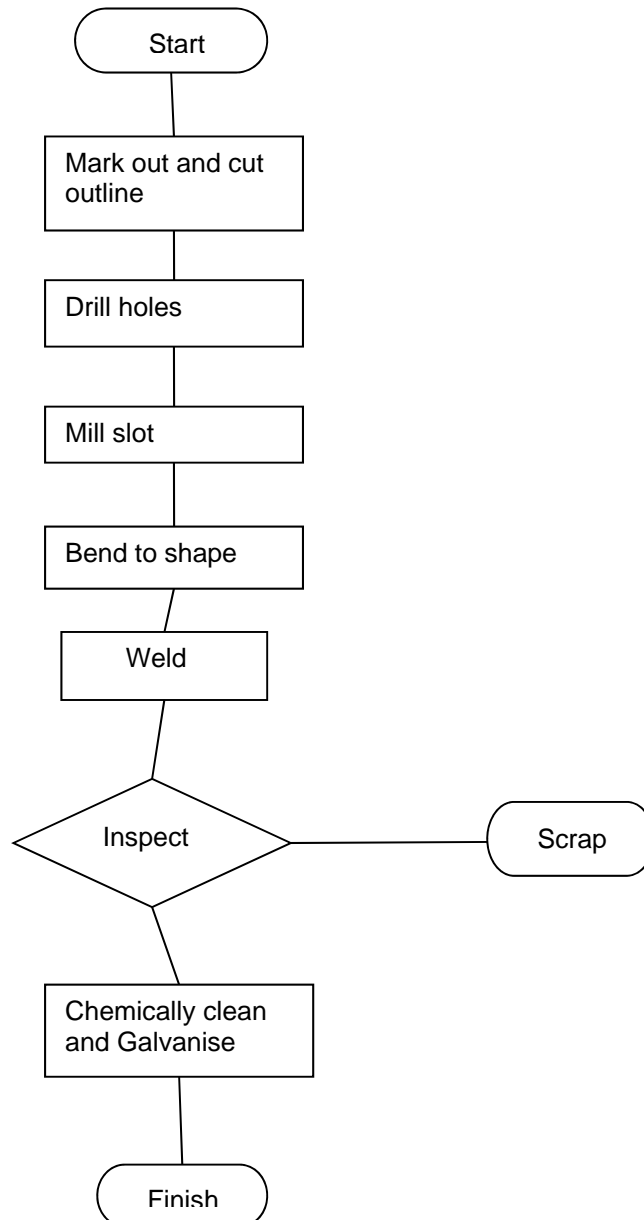 Start
Mark out and cut
outline
Drill holes
Mill slot
Bend to shape
Weld
Inspect
Scrap
Chemically clean
and Galvanise
Finish